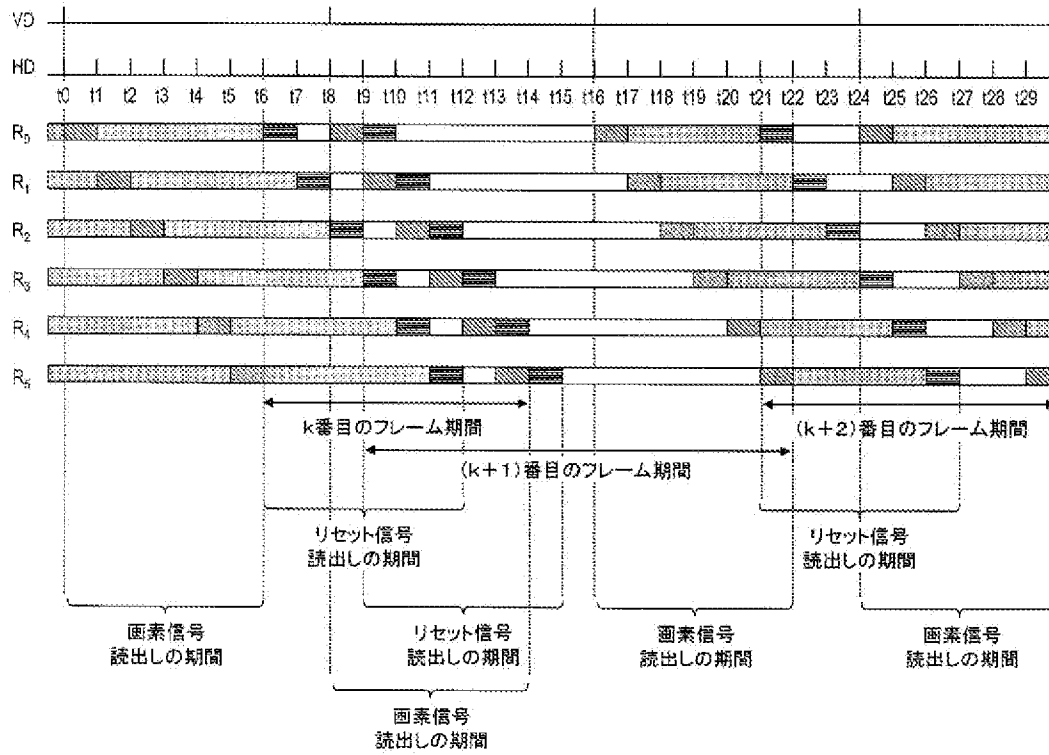 VD
HD
t0 t1 t2 t3 t4 t5 t6 t7 t8 t9 t10 t11 t12 t13 t14 t15 t16 t17 t18 t19 t20 t21 t22 t23 t24 t25 t26 t27 t28 t29
R₀
R₁
R₂
R₃
R₄
R₅
k番目のフレーム期間
(k+2)番目のフレーム期間
(k+1)番目のフレーム期間
リセット信号
読出しの期間
リセット信号
読出しの期間
画素信号
読出しの期間
リセット信号
読出しの期間
画素信号
読出しの期間
画素信号
読出しの期間
画素信号
読出しの期間